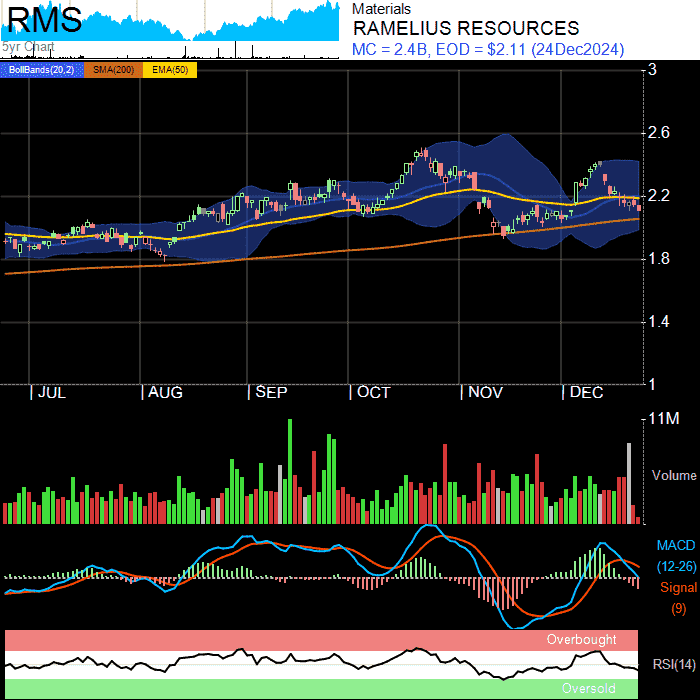 RMS
5yr Chart
Materials
RAMELIUS RESOURCES
MC = 2.4B, EOD = $2.11 (24Dec2024)
BollBands(20,2) SMA(200) EMA(50)
3
2.6
2.2
1.8
1.4
1
JUL AUG SEP OCT NOV DEC
11M
Volume
MACD
(12-26)
Signal
(9)
Overbought
RSI(14)
Oversold